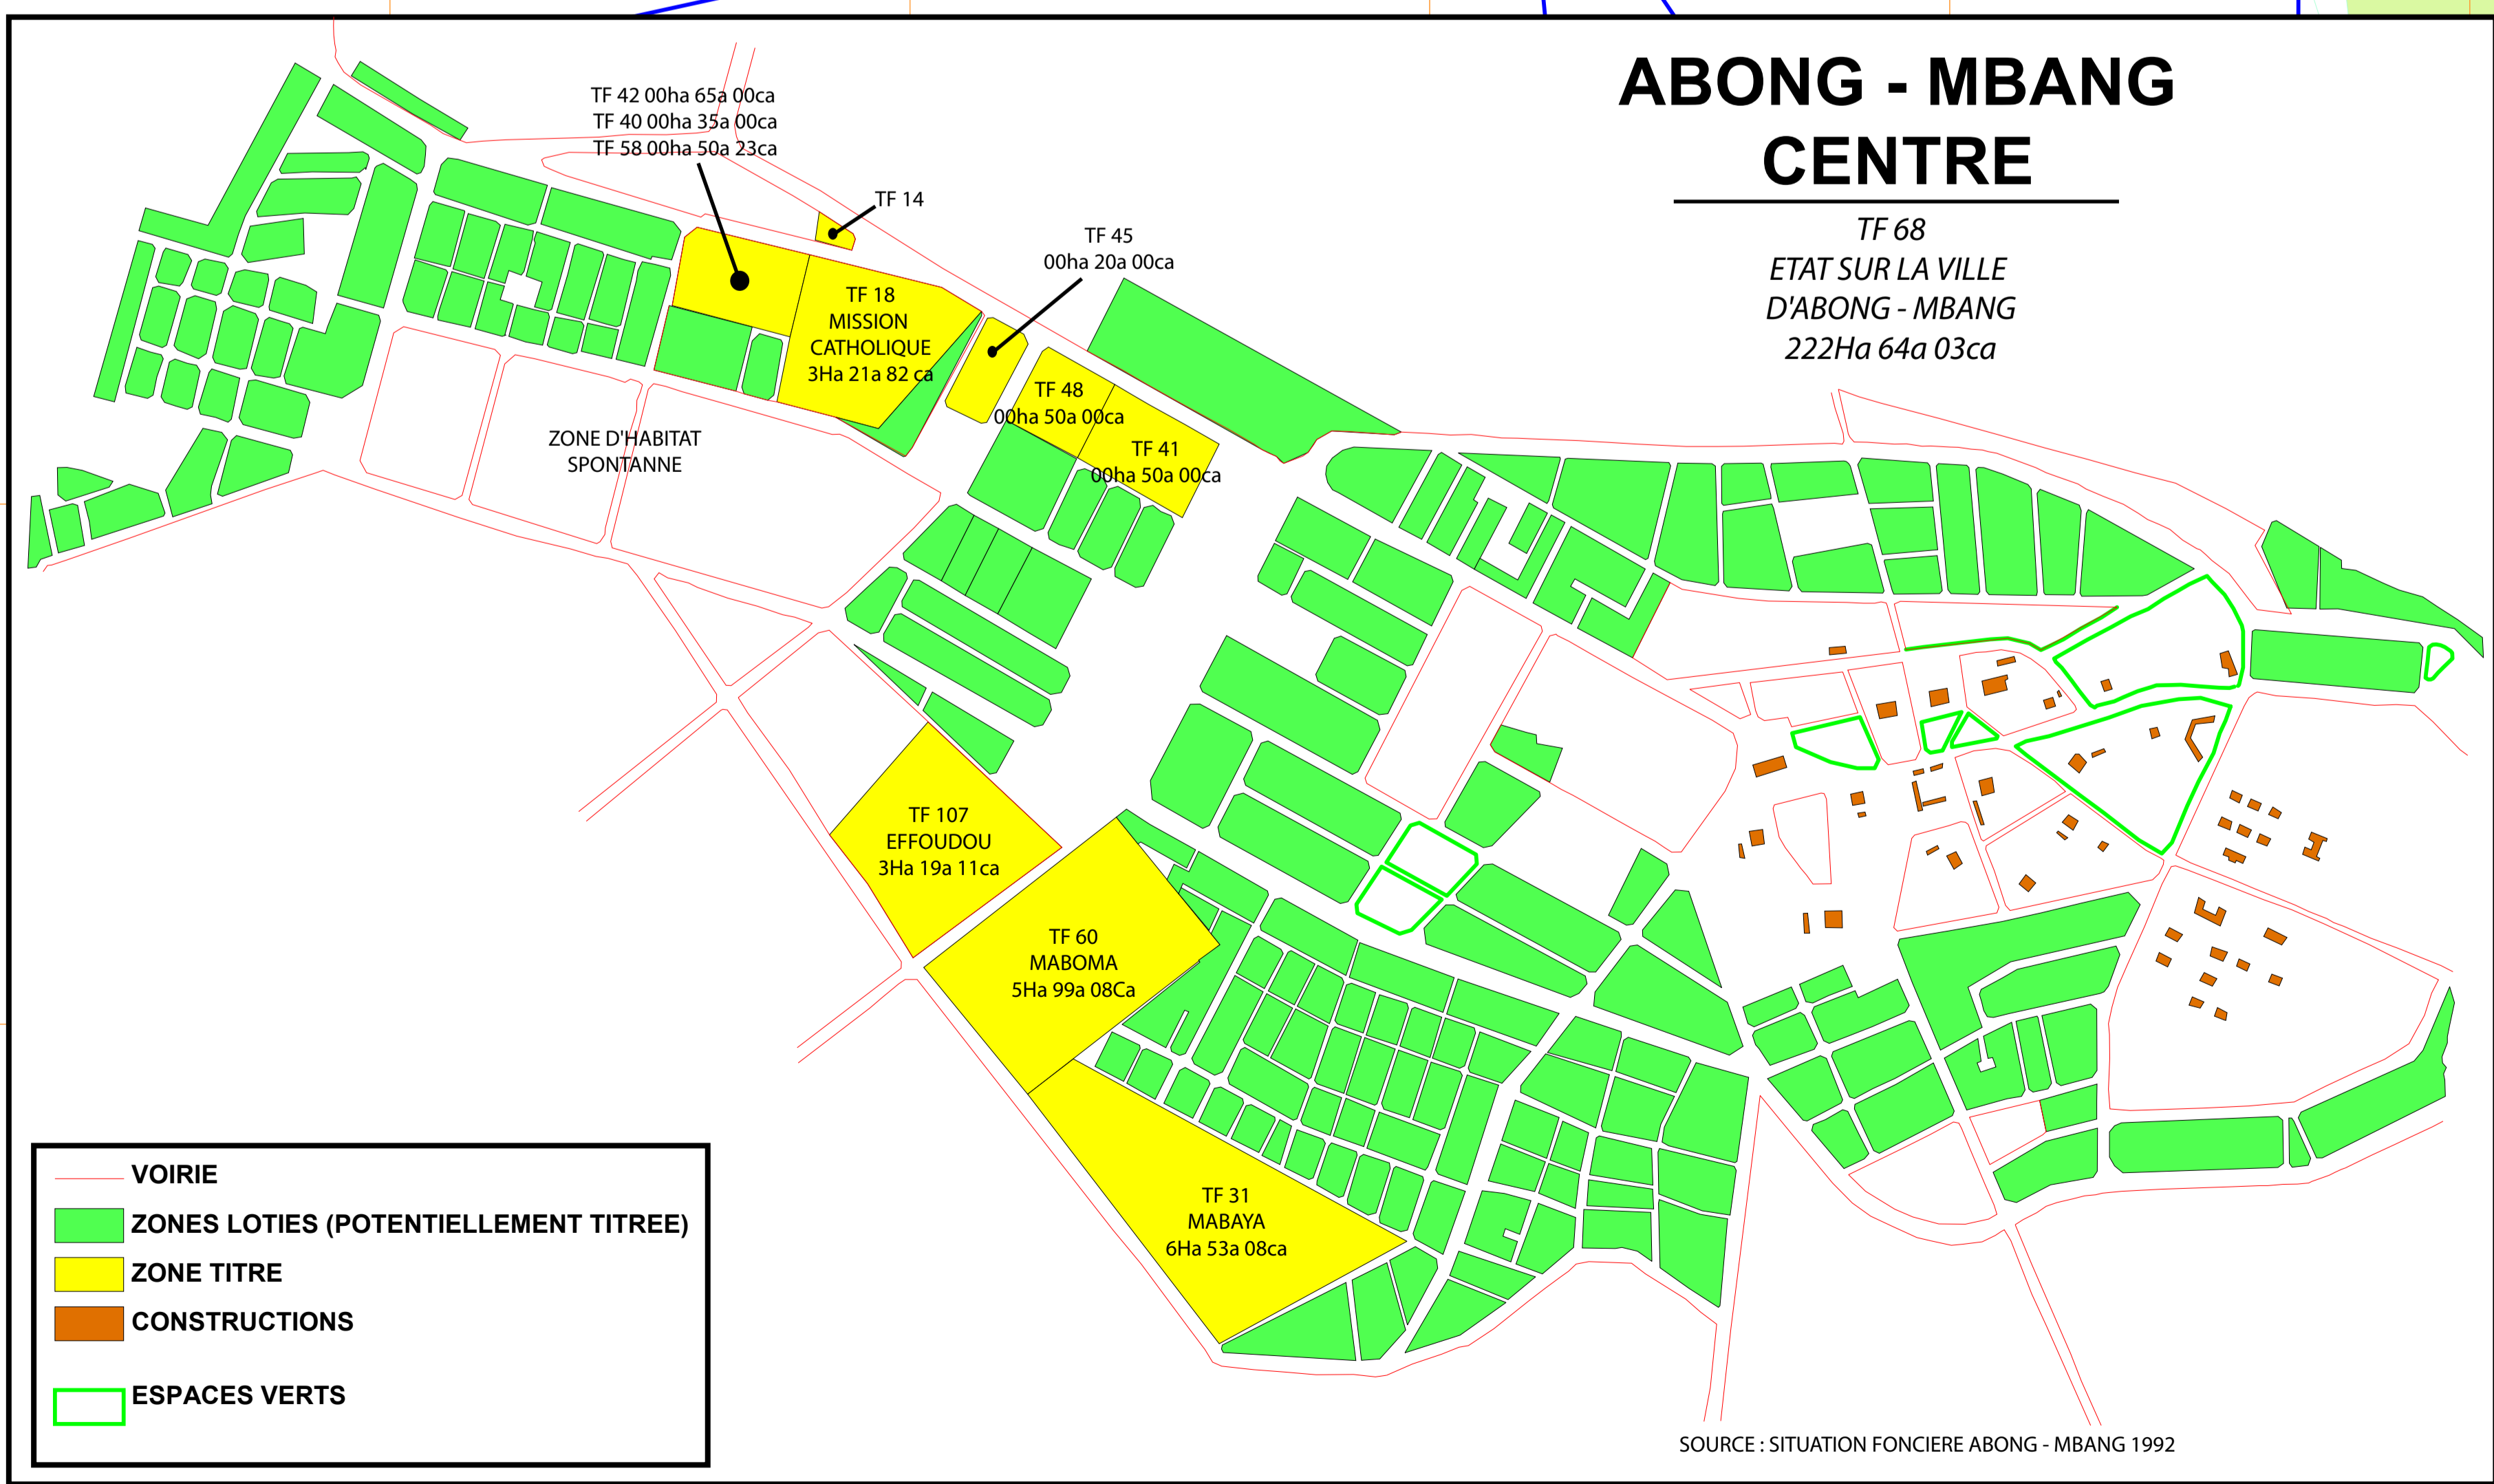 ABONG - MBANG
CENTRE
TF 68
ETAT SUR LA VILLE
D'ABONG - MBANG
222Ha 64a 03ca
TF 42 00ha 65a 00ca
TF 40 00ha 35a 00ca
TF 58 00ha 50a 23ca
TF 14
TF 45
00ha 20a 00ca
TF 18
MISSION
CATHOLIQUE
3Ha 21a 82 ca
TF 48
00ha 50a 00ca
TF 41
00ha 50a 00ca
ZONE D'HABITAT
SPONTANNE
TF 107
EFFOUDOU
3Ha 19a 11ca
TF 60
MABOMA
5Ha 99a 08Ca
TF 31
MABAYA
6Ha 53a 08ca
VOIRIE
ZONES LOTIES (POTENTIELLEMENT TITREE)
ZONE TITRE
CONSTRUCTIONS
ESPACES VERTS
SOURCE : SITUATION FONCIERE ABONG - MBANG 1992